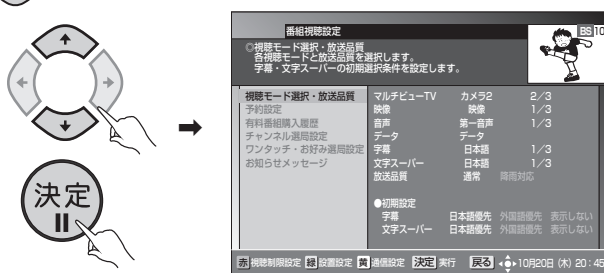 決定
番組視聴設定
BS 10
◎視聴モード選択・放送品質
各視聴モードと放送品質を選択します。
字幕・文字スーパーの初期選択条件を設定します。
視聴モード選択・放送品質
予約設定
有料番組購入履歴
チャンネル選局設定
ワンタッチ・お好み選局設定
お知らせメッセージ
マルチビューTV カメラ2 2／3
映像 映像 1／3
音声 第一音声 1／3
データ データ
字幕 日本語 1／3
文字スーパー 日本語 1／3
放送品質 通常 降雨対応
●初期設定
字幕 日本語優先 外国語優先 表示しない
文字スーパー 日本語優先 外国語優先 表示しない
赤 視聴制限設定 緑 設置設定 黄 通信設定 決定 実行 戻る 10月20日 (木) 20:45